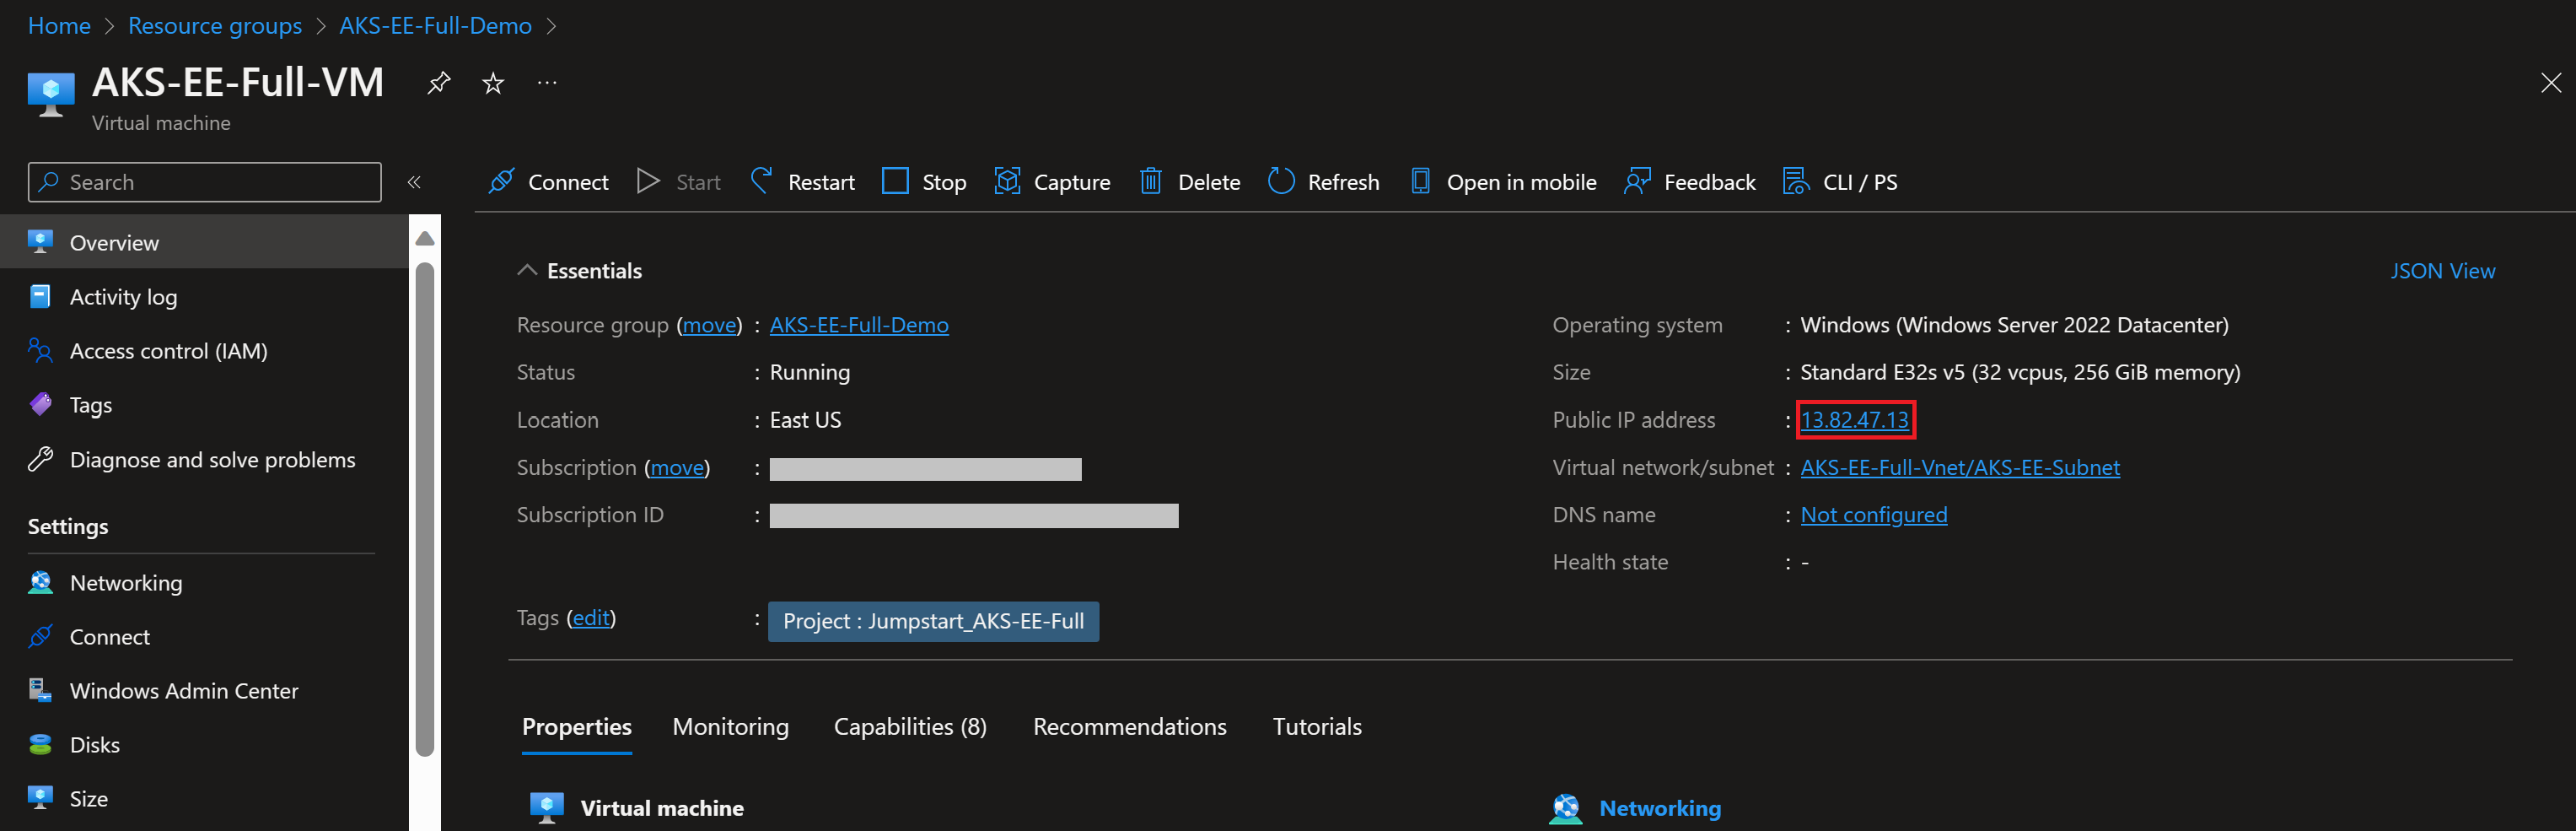 Home > Resource groups > AKS-EE-Full-Demo >
AKS-EE-Full-VM
Virtual machine
Search
Connect Start Restart Stop Capture Delete Refresh Open in mobile Feedback CLI / PS
Overview
Activity log
Access control (IAM)
Tags
Diagnose and solve problems
Settings
Networking
Connect
Windows Admin Center
Disks
Size
Essentials
JSON View
Resource group (move) : AKS-EE-Full-Demo
Status : Running
Location : East US
Subscription (move) :
Subscription ID :
Operating system : Windows (Windows Server 2022 Datacenter)
Size : Standard E32s v5 (32 vcpus, 256 GiB memory)
Public IP address : 13.82.47.13
Virtual network/subnet : AKS-EE-Full-Vnet/AKS-EE-Subnet
DNS name : Not configured
Health state : -
Tags (edit) : Project : Jumpstart_AKS-EE-Full
Properties Monitoring Capabilities (8) Recommendations Tutorials
Virtual machine
Networking